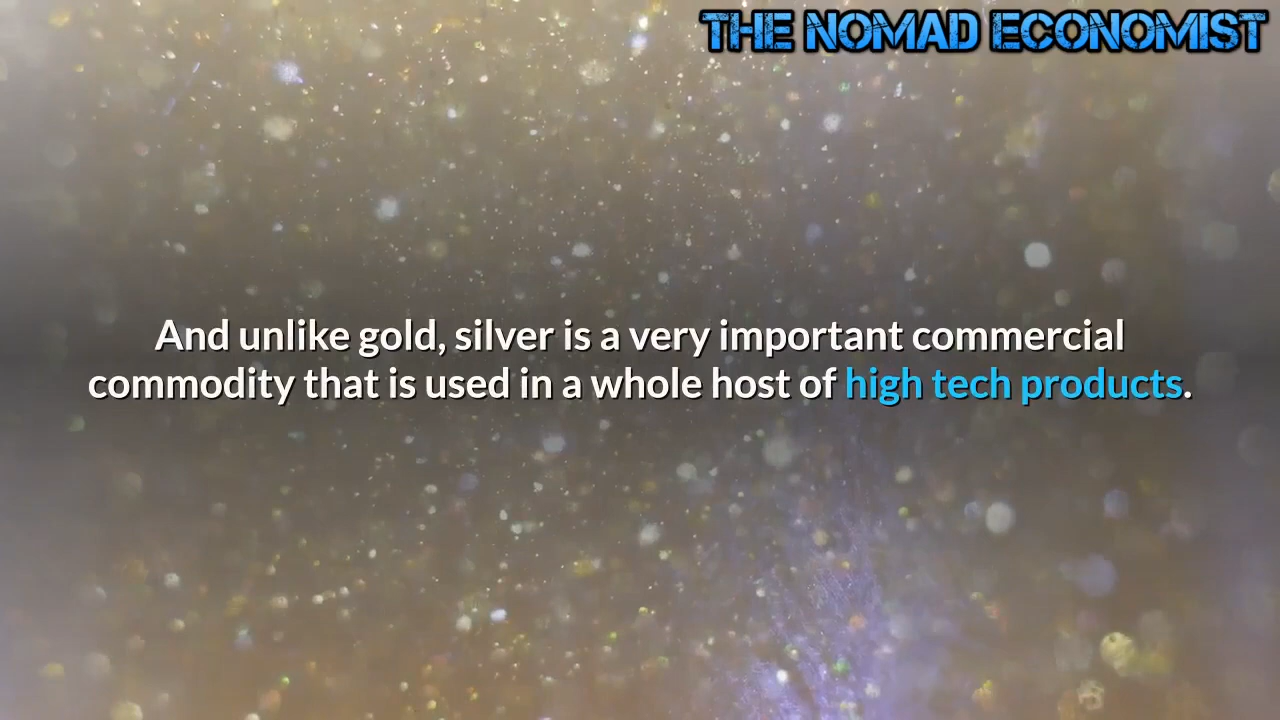 THE NOMAD ECONOMIST
And unlike gold, silver is a very important commercial
commodity that is used in a whole host of high tech products.